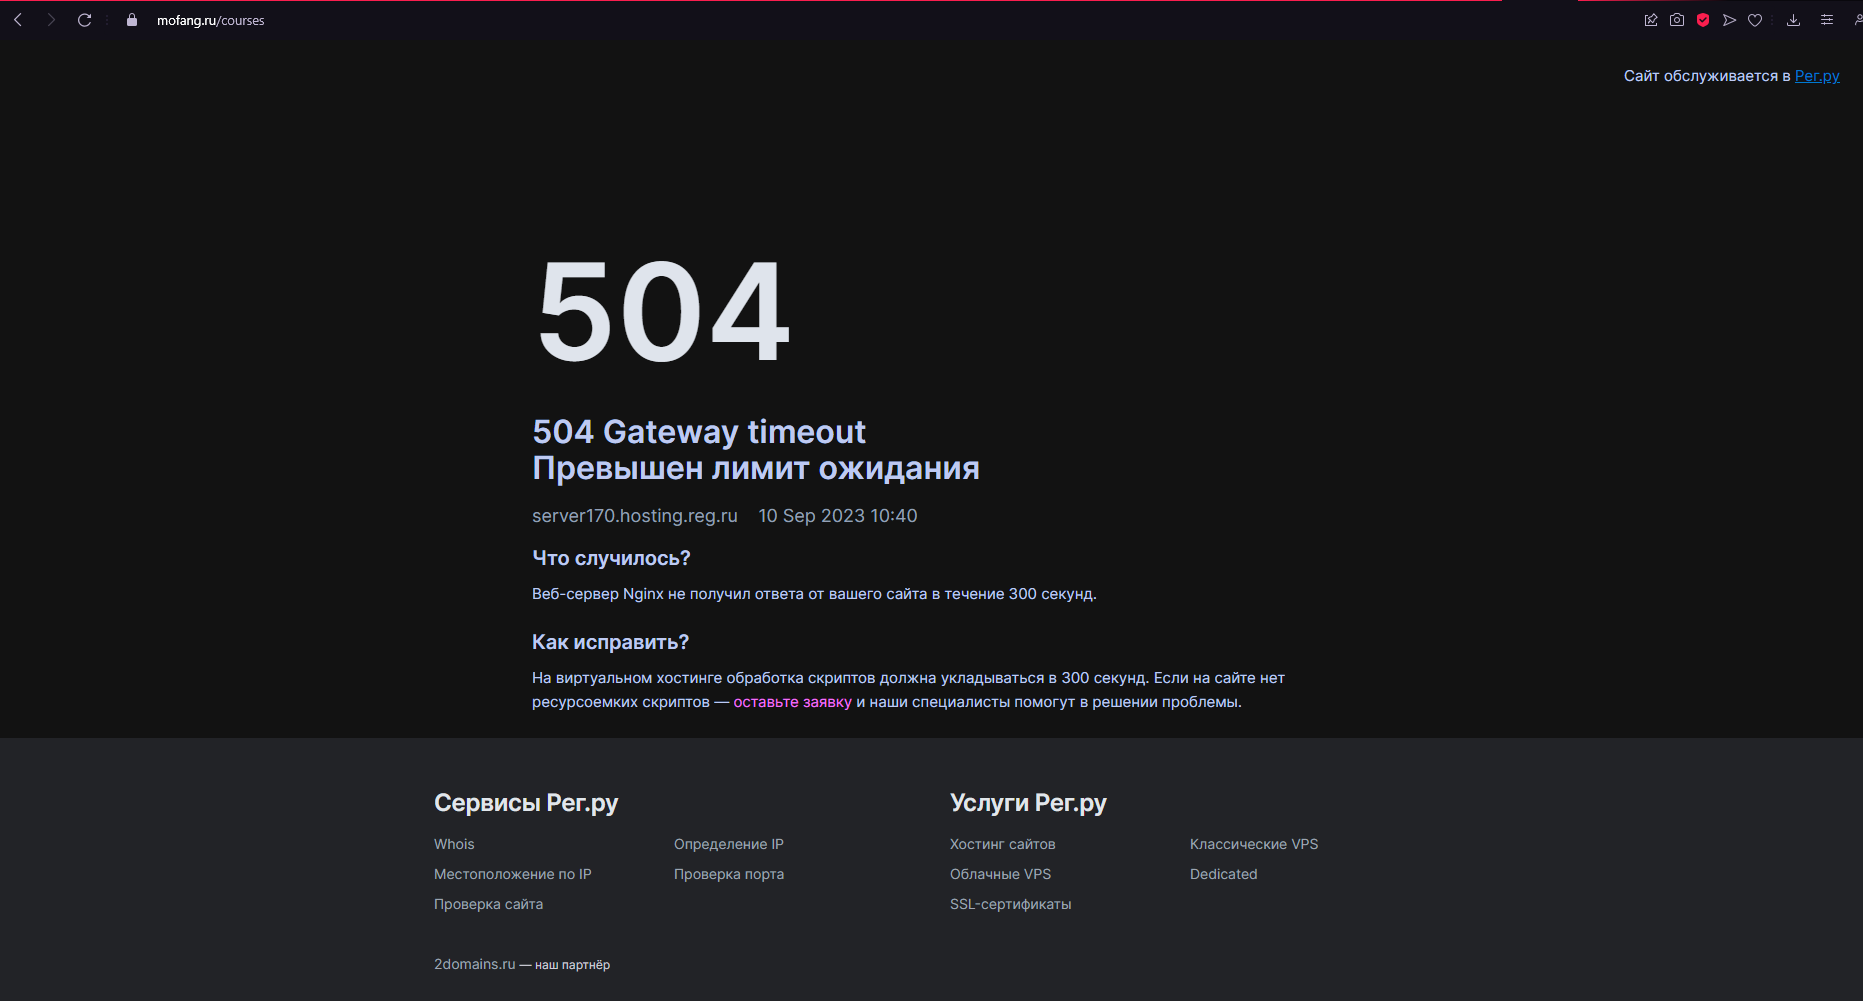 mofang.ru/courses
Сайт обслуживается в Рег.ру
504
504 Gateway timeout
Превышен лимит ожидания
server170.hosting.reg.ru 10 Sep 2023 10:40
Что случилось?
Веб-сервер Nginx не получил ответа от вашего сайта в течение 300 секунд.
Как исправить?
На виртуальном хостинге обработка скриптов должна укладываться в 300 секунд. Если на сайте нет
ресурсоемких скриптов — оставьте заявку и наши специалисты помогут в решении проблемы.
Сервисы Рег.ру
Whois
Определение IP
Местоположение по IP
Проверка порта
Проверка сайта
Услуги Рег.ру
Хостинг сайтов
Классические VPS
Облачные VPS
Dedicated
SSL-сертификаты
2domains.ru — наш партнёр